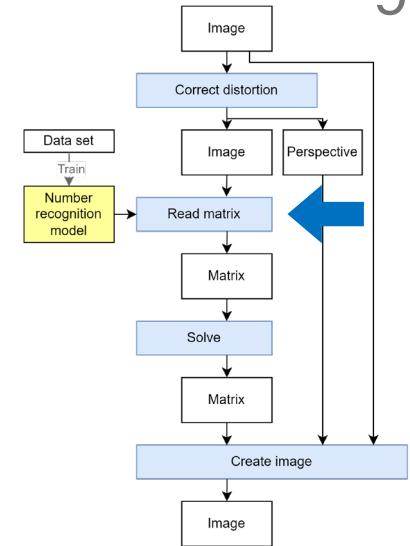 Image
Correct distortion
Data set
Image
Perspective
Train
Number
recognition
model
Read matrix
Matrix
Solve
Matrix
Create image
Image